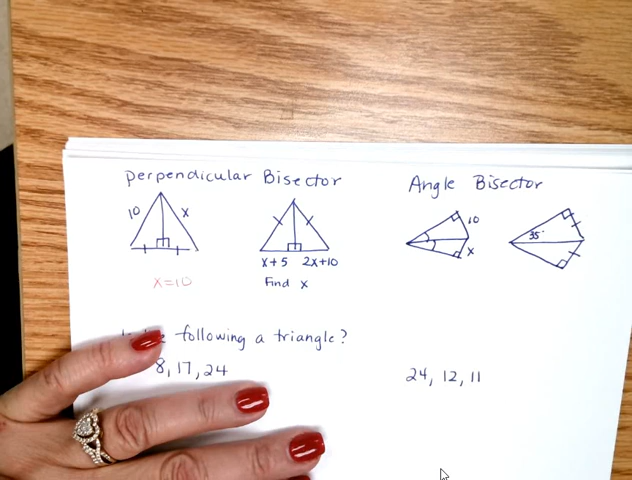 Perpendicular Bisector
10 x
x=10
x+5 2x+10
Find x
Angle Bisector
10
x
35°
following a triangle?
8, 17, 24
24, 12, 11